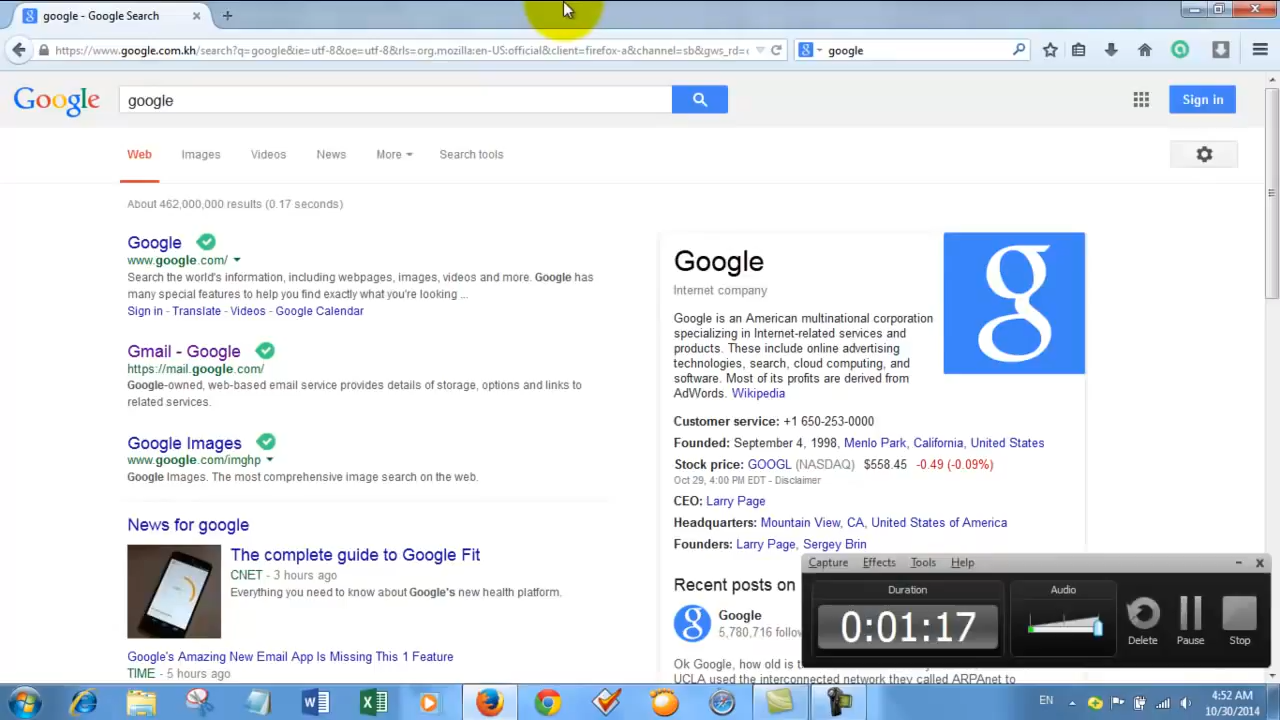 google - Google Search
https://www.google.com.kh/search?q=google&ie=utf-8&oe=utf-8&rls=org.mozilla:en-US:official&client=firefox-a&channel=sb&gws_rd=c
google
Google
google
Sign in
Web Images Videos News More Search tools
About 462,000,000 results (0.17 seconds)
Google
www.google.com/
Search the world's information, including webpages, images, videos and more. Google has
many special features to help you find exactly what you're looking ...
Sign in - Translate - Videos - Google Calendar
Gmail - Google
https://mail.google.com/
Google-owned, web-based email service provides details of storage, options and links to
related services.
Google Images
www.google.com/imghp
Google Images. The most comprehensive image search on the web.
News for google
The complete guide to Google Fit
CNET - 3 hours ago
Everything you need to know about Google's new health platform.
Google's Amazing New Email App Is Missing This 1 Feature
TIME - 5 hours ago
Google
Internet company
Google is an American multinational corporation
specializing in Internet-related services and
products. These include online advertising
technologies, search, cloud computing, and
software. Most of its profits are derived from
AdWords. Wikipedia
Customer service: +1 650-253-0000
Founded: September 4, 1998, Menlo Park, California, United States
Stock price: GOOGL (NASDAQ) $558.45 -0.49 (-0.09%)
Oct 29, 4:00 PM EDT - Disclaimer
CEO: Larry Page
Headquarters: Mountain View, CA, United States of America
Founders: Larry Page, Sergey Brin
Recent posts on
Google
5,780,716 follow
Ok Google, how old is t
UCLA used the interconnected network they called ARPAnet to
Capture Effects Tools Help
Duration
0:01:17
Audio
Delete
Pause
Stop
EN
4:52 AM
10/30/2014